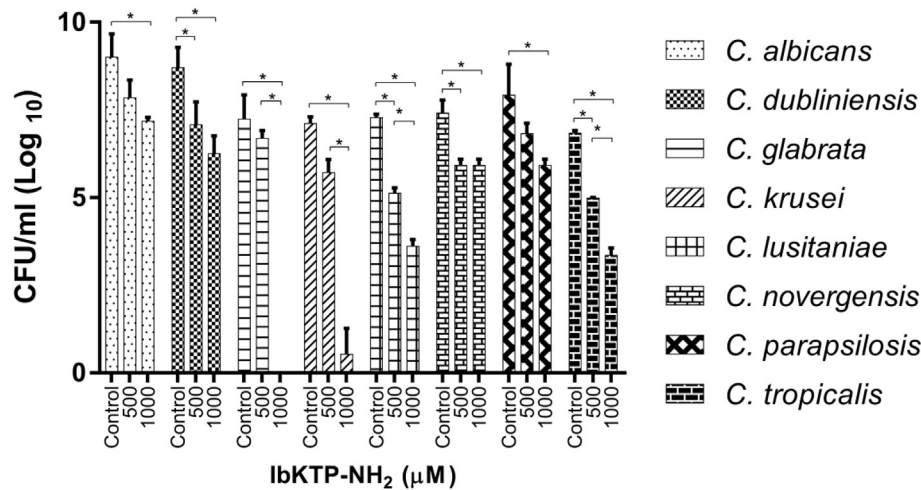 CFU/ml (Log 10)
10
5
0
* * * * * * * * * * * * * * * *
Control 500 1000 Control 500 1000 Control 500 1000 Control 500 1000 Control 500 1000 Control 500 1000 Control 500 1000 Control 500 1000
IbKTP-NH2 (μM)
C. albicans
C. dubliniensis
C. glabrata
C. krusei
C. lusitaniae
C. novergensis
C. parapsilosis
C. tropicalis